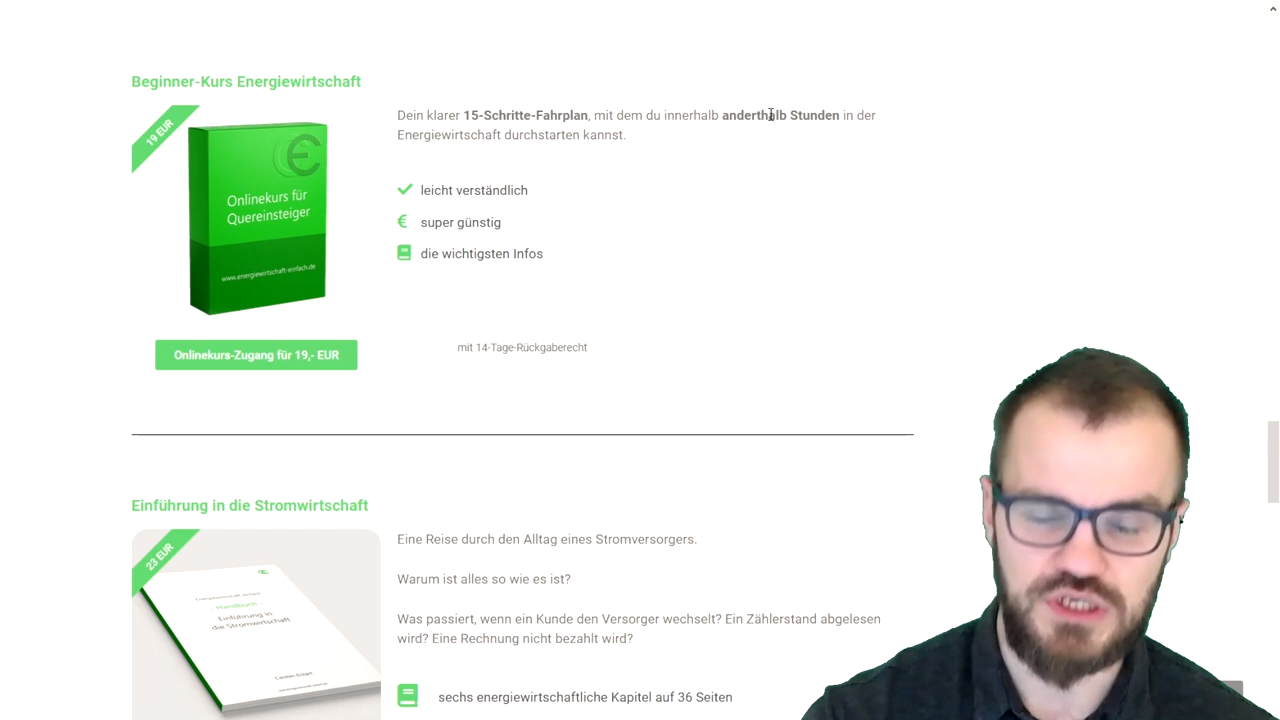 Beginner-Kurs Energiewirtschaft
19 EUR
Onlinekurs für
Quereinsteiger
www.energiewirtschaft-einfach.de
Dein klarer 15-Schritte-Fahrplan, mit dem du innerhalb anderthalb Stunden in der
Energiewirtschaft durchstarten kannst.
leicht verständlich
super günstig
die wichtigsten Infos
Onlinekurs-Zugang für 19,- EUR
mit 14-Tage-Rückgaberecht
Einführung in die Stromwirtschaft
23 EUR
Energiewirtschaft einfach
Handbuch
Einführung in
die Stromwirtschaft
Carsten Eckart
Eine Reise durch den Alltag eines Stromversorgers.
Warum ist alles so wie es ist?
Was passiert, wenn ein Kunde den Versorger wechselt? Ein Zählerstand abgelesen
wird? Eine Rechnung nicht bezahlt wird?
sechs energiewirtschaftliche Kapitel auf 36 Seiten